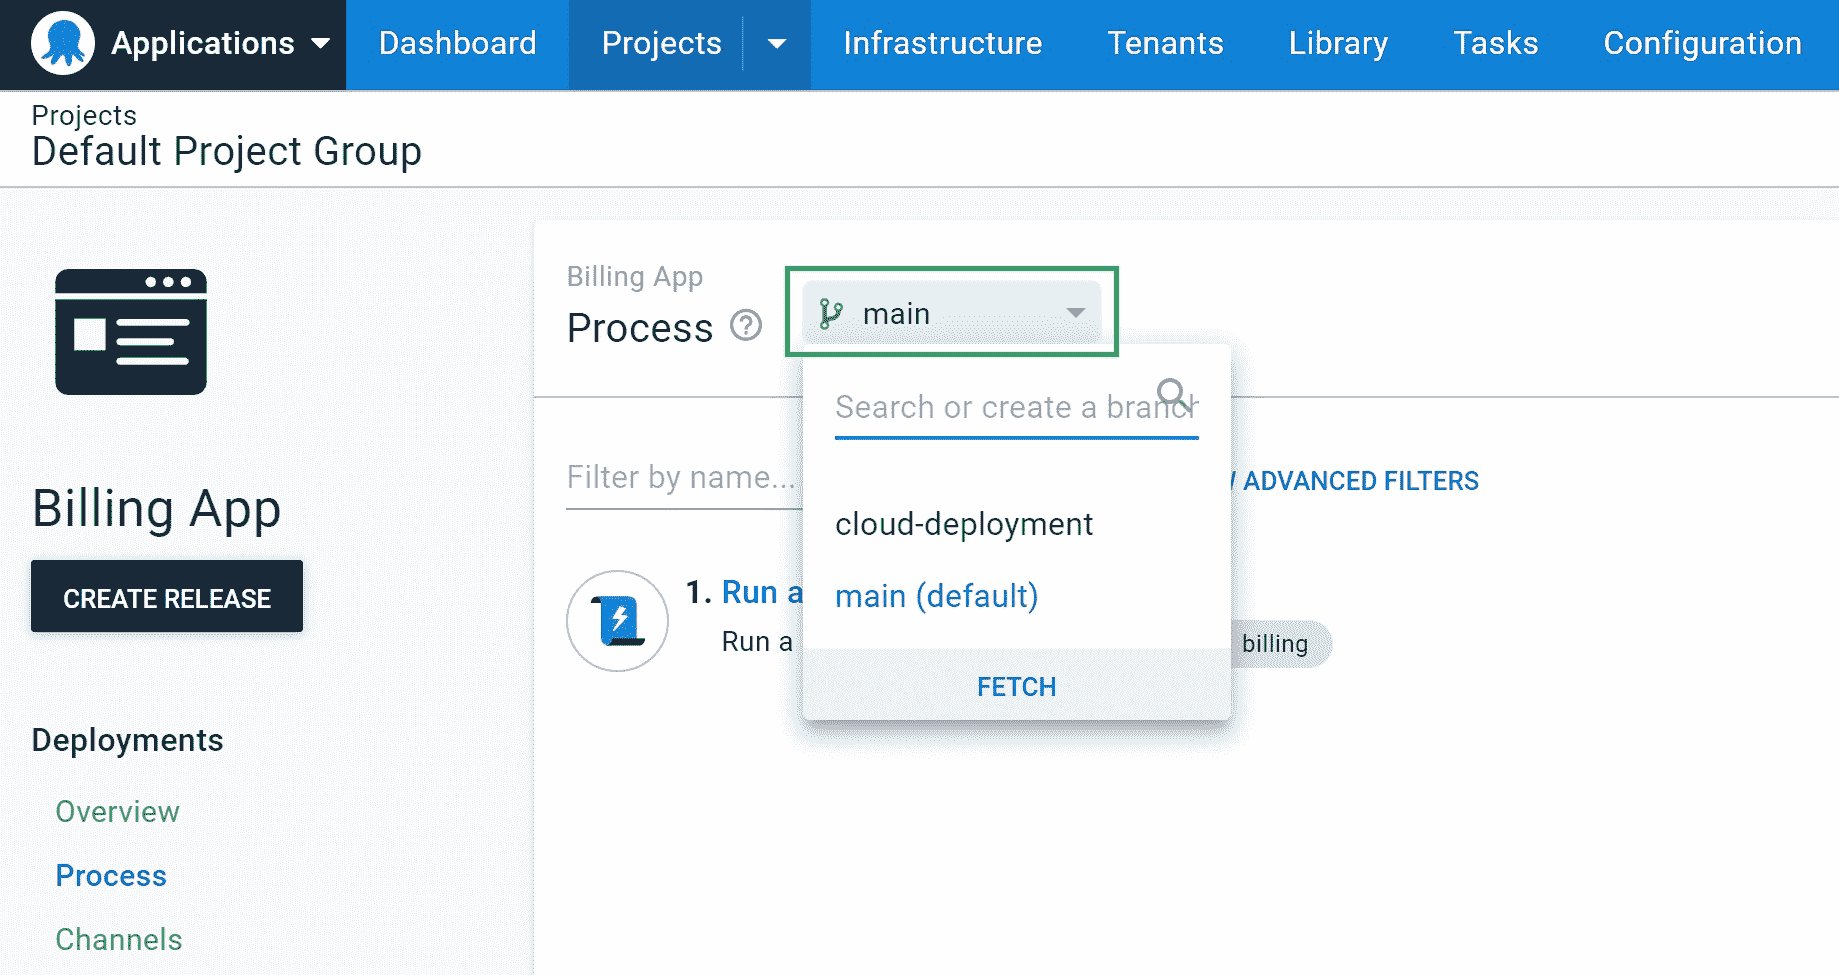 Applications Dashboard Projects Infrastructure Tenants Library Tasks Configuration
Projects
Default Project Group
Billing App
Process
main
Search or create a branch
Filter by name...
ADVANCED FILTERS
cloud-deployment
1. Run a
main (default)
Run a
billing
FETCH
Billing App
CREATE RELEASE
Deployments
Overview
Process
Channels